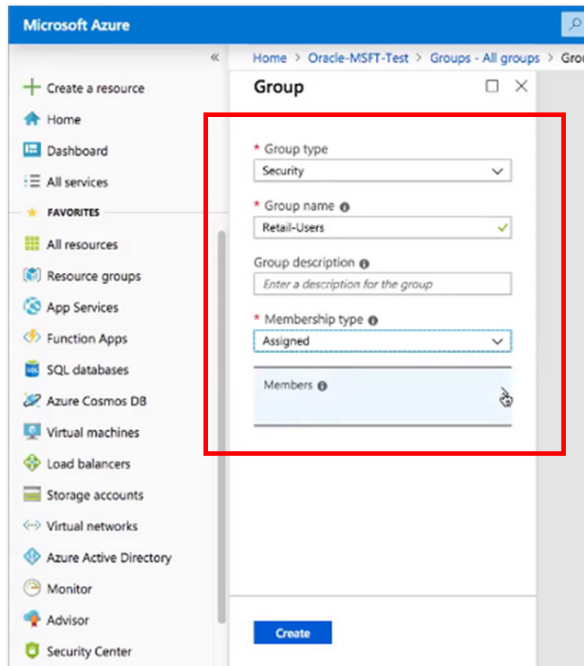 Microsoft Azure
«
Home > Oracle-MSFT-Test > Groups - All groups > Grou
Create a resource
Home
Dashboard
All services
FAVORITES
All resources
Resource groups
App Services
Function Apps
SQL databases
Azure Cosmos DB
Virtual machines
Load balancers
Storage accounts
Virtual networks
Azure Active Directory
Monitor
Advisor
Security Center
Group
* Group type
Security
* Group name
Retail-Users
Group description
Enter a description for the group
* Membership type
Assigned
Members
Create